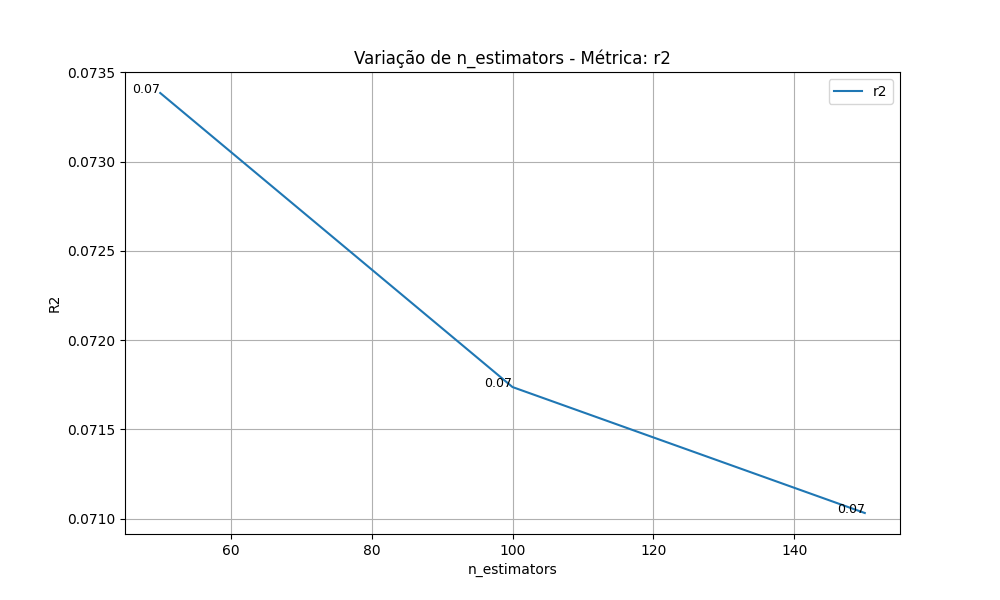 Variação de n_estimators - Métrica: r2
0.0735
0.0730
0.0725
0.0720
0.0715
0.0710
R2
0.07
0.07
0.07
r2
60 80 100 120 140
n_estimators